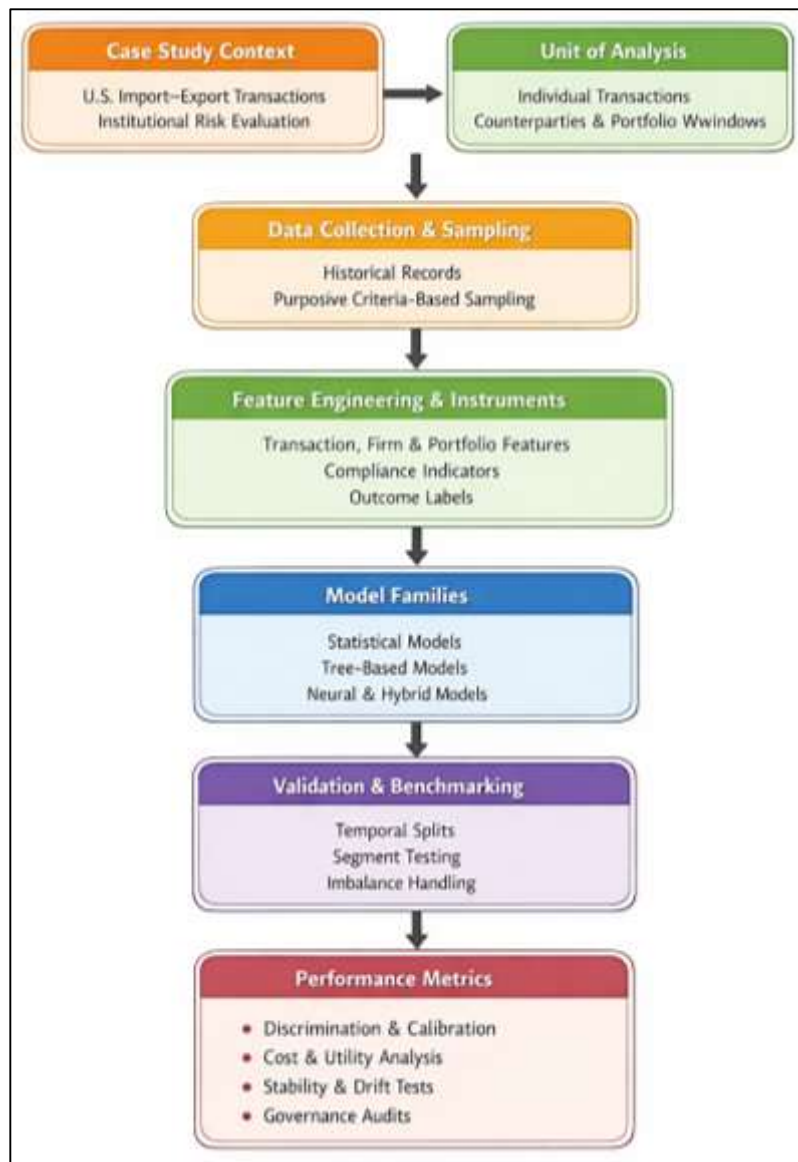 Case Study Context
U.S. Import–Export Transactions
Institutional Risk Evaluation
Unit of Analysis
Individual Transactions
Counterparties & Portfolio Wwindows
Data Collection & Sampling
Historical Records
Purposive Criteria-Based Sampling
Feature Engineering & Instruments
Transaction, Firm & Portfolio Features
Compliance Indicators
Outcome Labels
Model Families
Statistical Models
Tree-Based Models
Neural & Hybrid Models
Validation & Benchmarking
Temporal Splits
Segment Testing
Imbalance Handling
Performance Metrics
• Discrimination & Calibration
• Cost & Utility Analysis
• Stability & Drift Tests
• Governance Audits